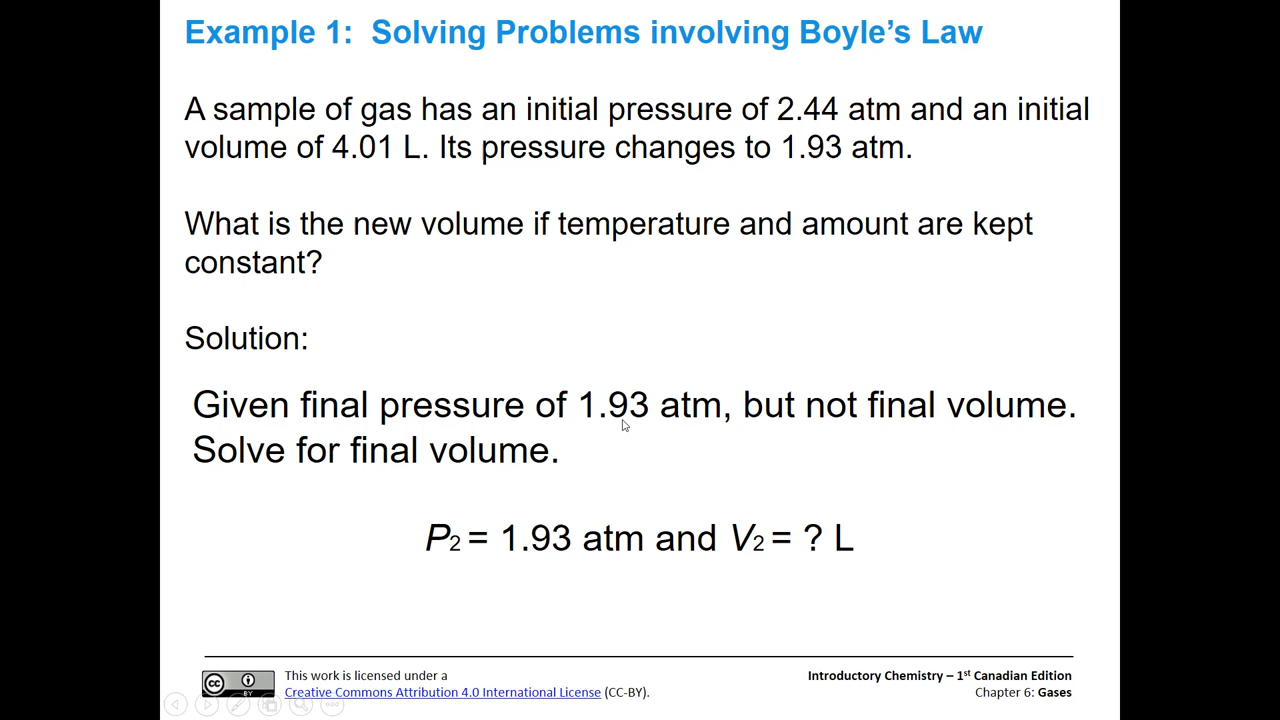 Example 1:  Solving Problems involving Boyle’s Law
A sample of gas has an initial pressure of 2.44 atm and an initial
volume of 4.01 L. Its pressure changes to 1.93 atm.
What is the new volume if temperature and amount are kept
constant?
Solution:
Given final pressure of 1.93 atm, but not final volume.
Solve for final volume.
P₂ = 1.93 atm and V₂ = ? L
cc BY
This work is licensed under a
Creative Commons Attribution 4.0 International License (CC-BY).
Introductory Chemistry – 1ˢᵗ Canadian Edition
Chapter 6: Gases